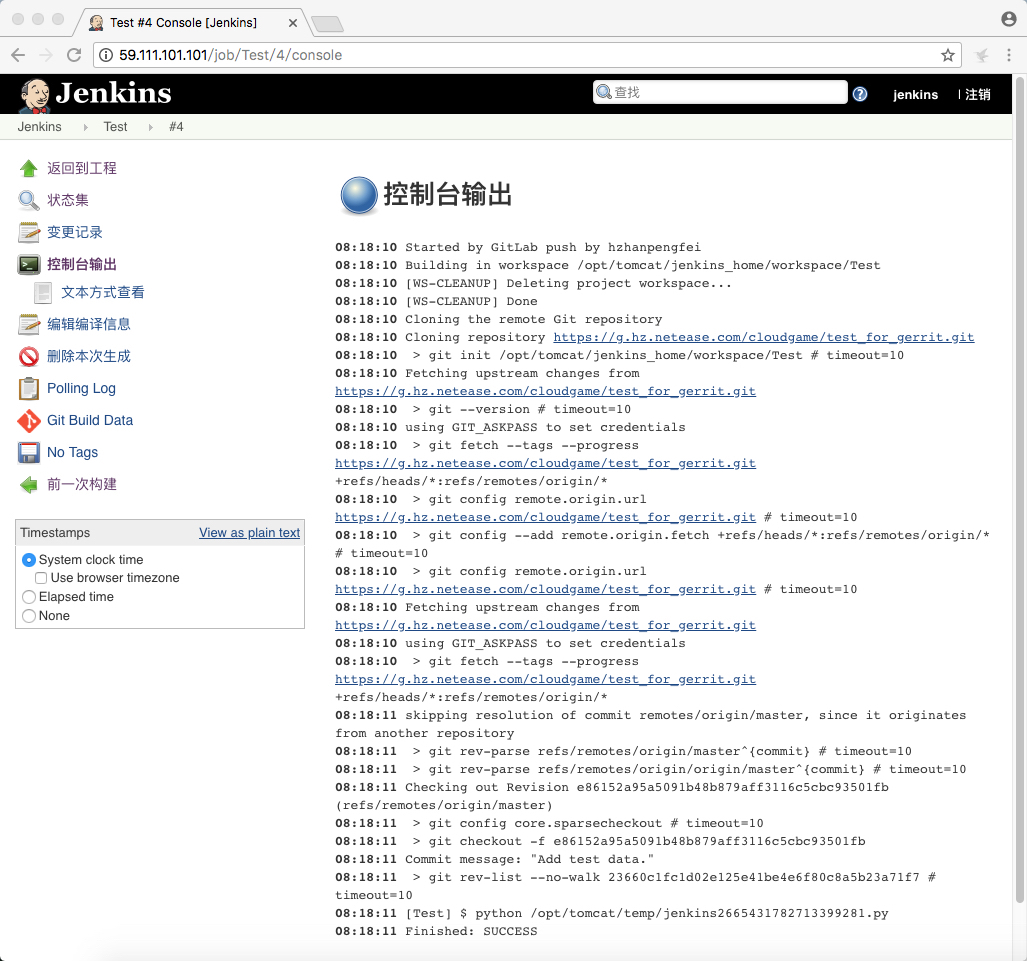 Test #4 Console [Jenkins]
59.111.101.101/job/Test/4/console
Jenkins
查找
jenkins
注销
Jenkins Test #4
返回到工程
状态集
变更记录
控制台输出
文本方式查看
编辑编译信息
删除本次生成
Polling Log
Git Build Data
No Tags
前一次构建
Timestamps View as plain text
System clock time
Use browser timezone
Elapsed time
None
控制台输出
08:18:10 Started by GitLab push by hzhanpengfei
08:18:10 Building in workspace /opt/tomcat/jenkins_home/workspace/Test
08:18:10 [WS-CLEANUP] Deleting project workspace...
08:18:10 [WS-CLEANUP] Done
08:18:10 Cloning the remote Git repository
08:18:10 Cloning repository https://g.hz.netease.com/cloudgame/test_for_gerrit.git
08:18:10  > git init /opt/tomcat/jenkins_home/workspace/Test # timeout=10
08:18:10 Fetching upstream changes from
https://g.hz.netease.com/cloudgame/test_for_gerrit.git
08:18:10  > git --version # timeout=10
08:18:10 using GIT_ASKPASS to set credentials
08:18:10  > git fetch --tags --progress
https://g.hz.netease.com/cloudgame/test_for_gerrit.git
+refs/heads/*:refs/remotes/origin/*
08:18:10  > git config remote.origin.url
https://g.hz.netease.com/cloudgame/test_for_gerrit.git # timeout=10
08:18:10  > git config --add remote.origin.fetch +refs/heads/*:refs/remotes/origin/*
# timeout=10
08:18:10  > git config remote.origin.url
https://g.hz.netease.com/cloudgame/test_for_gerrit.git # timeout=10
08:18:10 Fetching upstream changes from
https://g.hz.netease.com/cloudgame/test_for_gerrit.git
08:18:10 using GIT_ASKPASS to set credentials
08:18:10  > git fetch --tags --progress
https://g.hz.netease.com/cloudgame/test_for_gerrit.git
+refs/heads/*:refs/remotes/origin/*
08:18:11 skipping resolution of commit remotes/origin/master, since it originates
from another repository
08:18:11  > git rev-parse refs/remotes/origin/master^{commit} # timeout=10
08:18:11  > git rev-parse refs/remotes/origin/origin/master^{commit} # timeout=10
08:18:11 Checking out Revision e86152a95a5091b48b879aff3116c5cbc93501fb
(refs/remotes/origin/master)
08:18:11  > git config core.sparsecheckout # timeout=10
08:18:11  > git checkout -f e86152a95a5091b48b879aff3116c5cbc93501fb
08:18:11 Commit message: "Add test data."
08:18:11  > git rev-list --no-walk 23660c1fc1d02e125e41be4e6f80c8a5b23a71f7 #
timeout=10
08:18:11 [Test] $ python /opt/tomcat/temp/jenkins2665431782713399281.py
08:18:11 Finished: SUCCESS